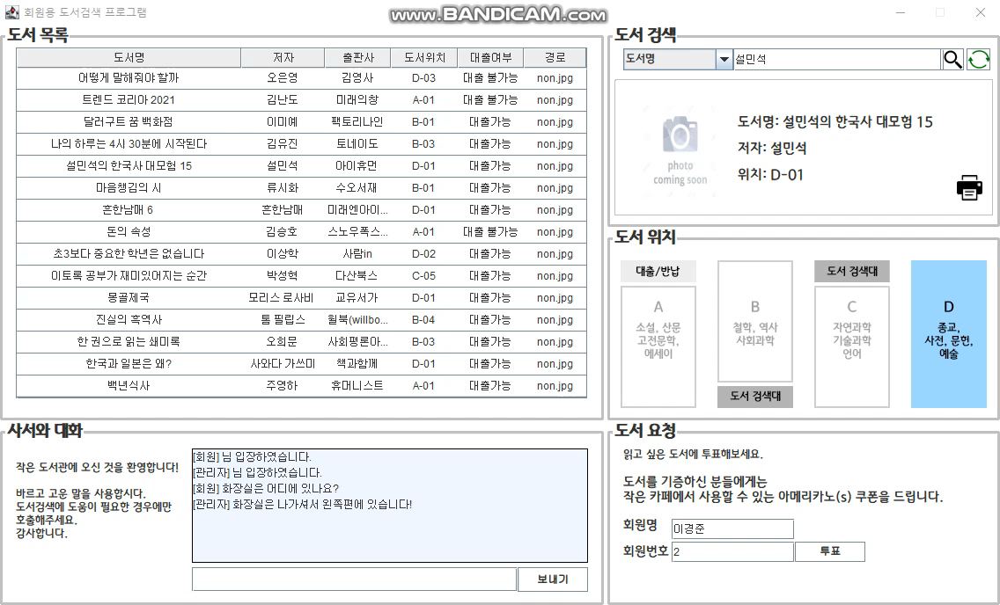 회원용 도서검색 프로그램
www.BANDICAM.com
도서 목록
도서명 저자 출판사 도서위치 대출여부 경로
어떻게 말해줘야 할까 오은영 김영사 D-03 대출 불가능 non.jpg
트렌드 코리아 2021 김난도 미래의창 A-01 대출 불가능 non.jpg
달러구트 꿈 백화점 이미예 팩토리나인 B-01 대출가능 non.jpg
나의 하루는 4시 30분에 시작된다 김유진 토네이도 B-03 대출가능 non.jpg
설민석의 한국사 대모험 15 설민석 아이휴먼 D-01 대출가능 non.jpg
마음챙김의 시 류시화 수오서재 B-01 대출가능 non.jpg
흔한남매 6 흔한남매 미래엔아이... D-01 대출가능 non.jpg
돈의 속성 김승호 스노우폭스... A-01 대출 불가능 non.jpg
초3보다 중요한 학년은 없습니다 이상학 사람in D-02 대출가능 non.jpg
이토록 공부가 재미있어지는 순간 박성혁 다산북스 C-05 대출가능 non.jpg
몽골제국 모리스 로사비 교유서가 D-01 대출가능 non.jpg
진실의 흑역사 톰 필립스 윌북(willbo... B-04 대출가능 non.jpg
한 권으로 읽는 쇄미록 오희문 사회평론아... B-03 대출가능 non.jpg
한국과 일본은 왜? 사와다 가쓰미 책과함께 D-01 대출가능 non.jpg
백년식사 주영하 휴머니스트 A-01 대출가능 non.jpg
도서 검색
도서명 설민석
photo
coming soon
도서명: 설민석의 한국사 대모험 15
저자: 설민석
위치: D-01
도서 위치
대출/반납
A
소설, 산문
고전문학,
에세이
B
철학, 역사
사회과학
도서 검색대
도서 검색대
C
자연과학
기술과학
언어
D
종교,
사전, 문헌,
예술
사서와 대화
작은 도서관에 오신 것을 환영합니다!
바르고 고운 말을 사용합시다.
도서검색에 도움이 필요한 경우에만
호출해주세요.
감사합니다.
[회원] 님 입장하였습니다.
[관리자] 님 입장하였습니다.
[회원] 화장실은 어디에 있나요?
[관리자] 화장실은 나가셔서 왼쪽편에 있습니다!
보내기
도서 요청
읽고 싶은 도서에 투표해보세요.
도서를 기증하신 분들에게는
작은 카페에서 사용할 수 있는 아메리카노(s) 쿠폰을 드립니다.
회원명 이경준
회원번호 2 투표